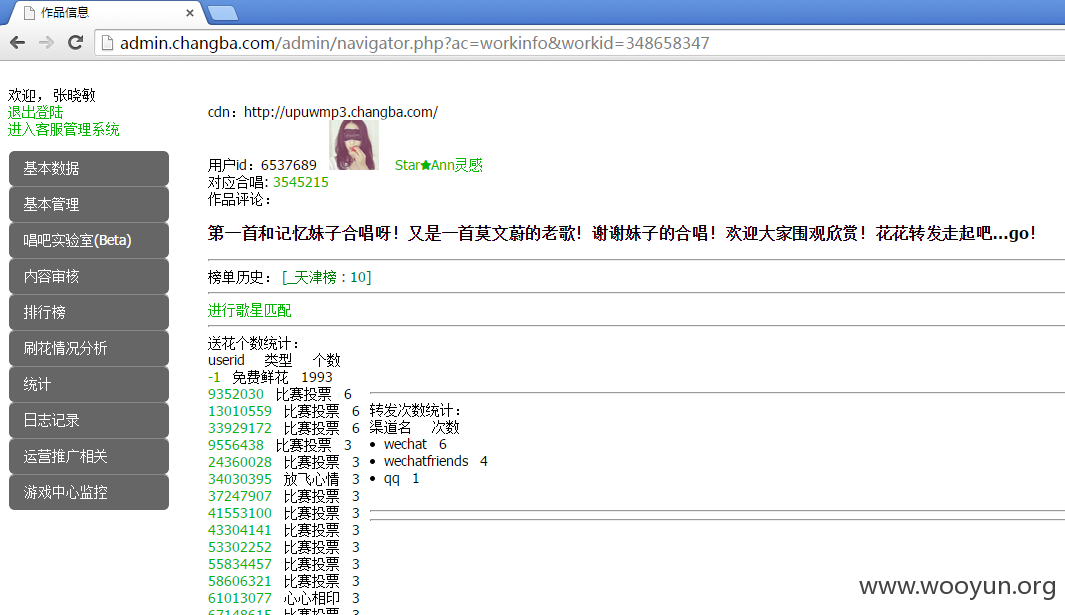 作品信息
admin.changba.com/admin/navigator.php?ac=workinfo&workid=348658347
欢迎，张晓敏
退出登陆
进入客服管理系统
基本数据
基本管理
唱吧实验室(Beta)
内容审核
排行榜
刷花情况分析
统计
日志记录
运营推广相关
游戏中心监控
cdn：http://upuwmp3.changba.com/
用户id：6537689 Star★Ann灵感
对应合唱: 3545215
作品评论：
第一首和记忆妹子合唱呀！又是一首莫文蔚的老歌！谢谢妹子的合唱！欢迎大家围观欣赏！花花转发走起吧...go！
榜单历史： [_天津榜 : 10]
进行歌星匹配
送花个数统计：
userid 类型 个数
-1 免费鲜花 1993
9352030 比赛投票 6
13010559 比赛投票 6
33929172 比赛投票 6
9556438 比赛投票 3
24360028 比赛投票 3
34030395 放飞心情 3
37247907 比赛投票 3
41553100 比赛投票 3
43304141 比赛投票 3
53302252 比赛投票 3
55834457 比赛投票 3
58606321 比赛投票 3
61013077 心心相印 3
67148615 比赛投票 3
转发次数统计：
渠道名 次数
wechat 6
wechatfriends 4
qq 1
www.wooyun.org